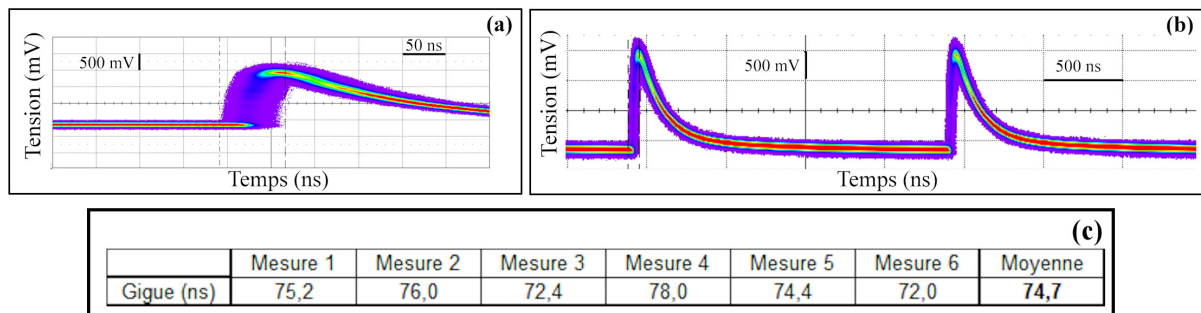 (a)
50 ns
500 mV
Tension (mV)
Temps (ns)
(b)
500 mV
500 ns
Tension (mV)
Temps (ns)
(c)
Mesure 1 Mesure 2 Mesure 3 Mesure 4 Mesure 5 Mesure 6 Moyenne
Gigue (ns) 75,2 76,0 72,4 78,0 74,4 72,0 74,7